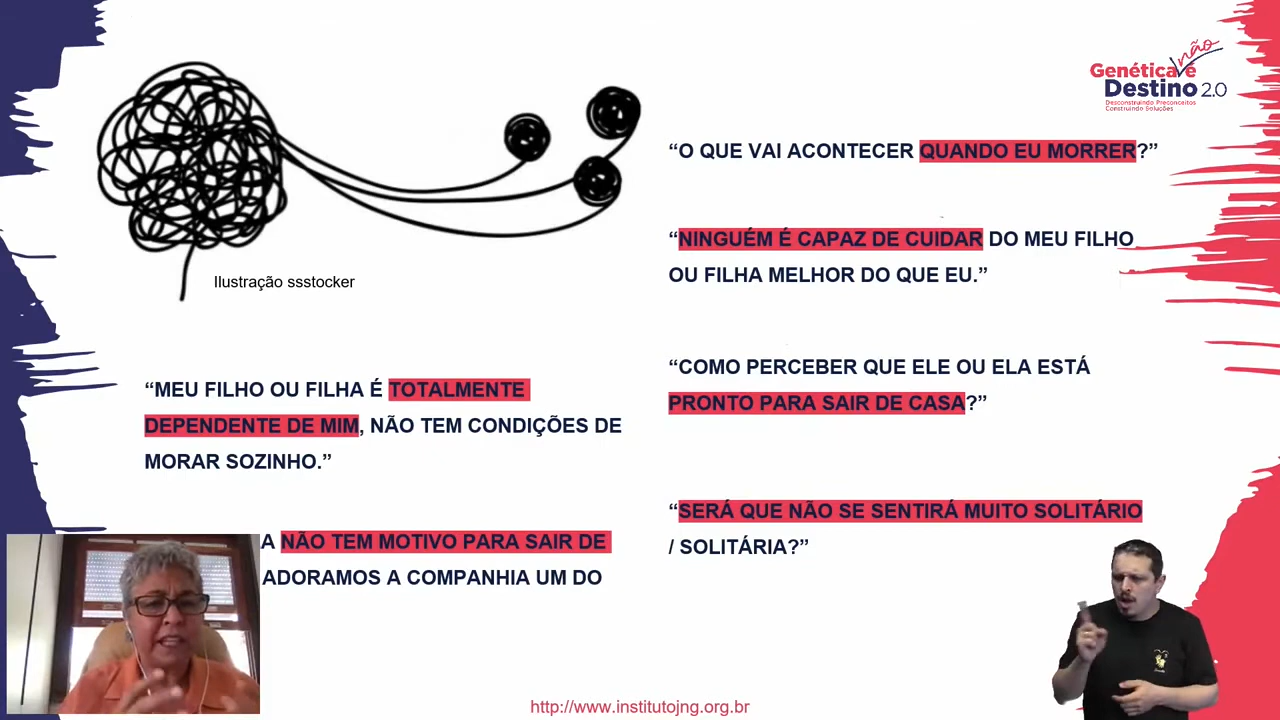 não
Genética é
Destino 2.0
Desconstruindo Preconceitos
Construindo Soluções
Ilustração ssstocker
“MEU FILHO OU FILHA É TOTALMENTE
DEPENDENTE DE MIM, NÃO TEM CONDIÇÕES DE
MORAR SOZINHO.”
A NÃO TEM MOTIVO PARA SAIR DE
ADORAMOS A COMPANHIA UM DO
“O QUE VAI ACONTECER QUANDO EU MORRER?”
“NINGUÉM É CAPAZ DE CUIDAR DO MEU FILHO
OU FILHA MELHOR DO QUE EU.”
“COMO PERCEBER QUE ELE OU ELA ESTÁ
PRONTO PARA SAIR DE CASA?”
“SERÁ QUE NÃO SE SENTIRÁ MUITO SOLITÁRIO
/ SOLITÁRIA?”
http://www.institutojng.org.br